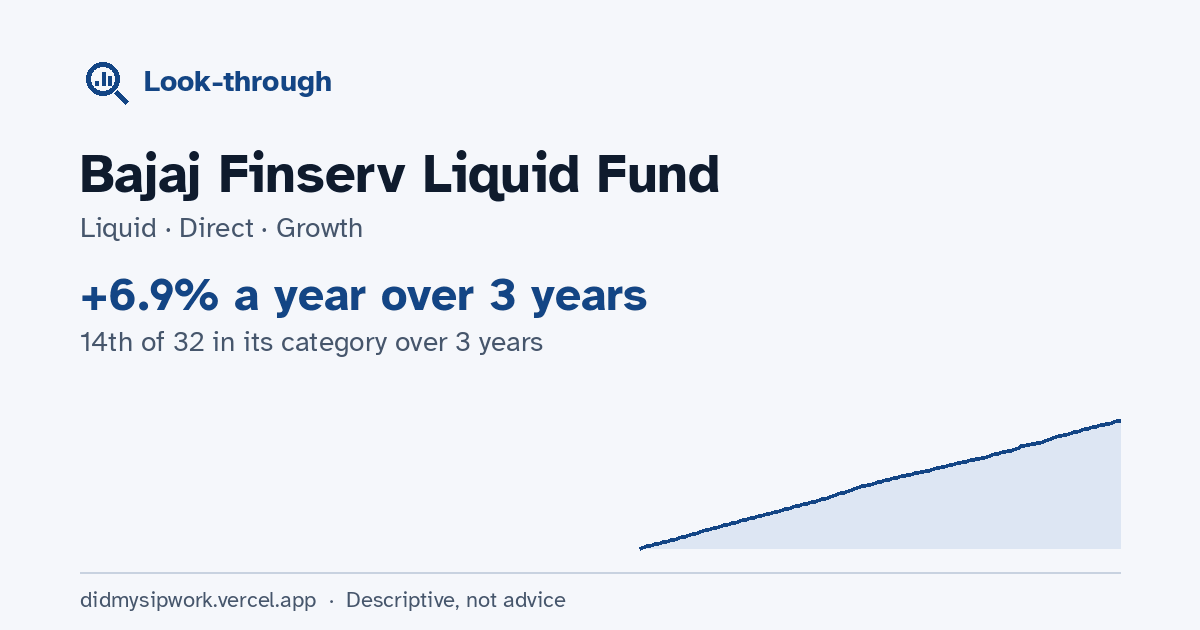 Look-through
Bajaj Finserv Liquid Fund
Liquid · Direct · Growth
+6.9% a year over 3 years
14th of 32 in its category over 3 years
didmysipwork.vercel.app · Descriptive, not advice